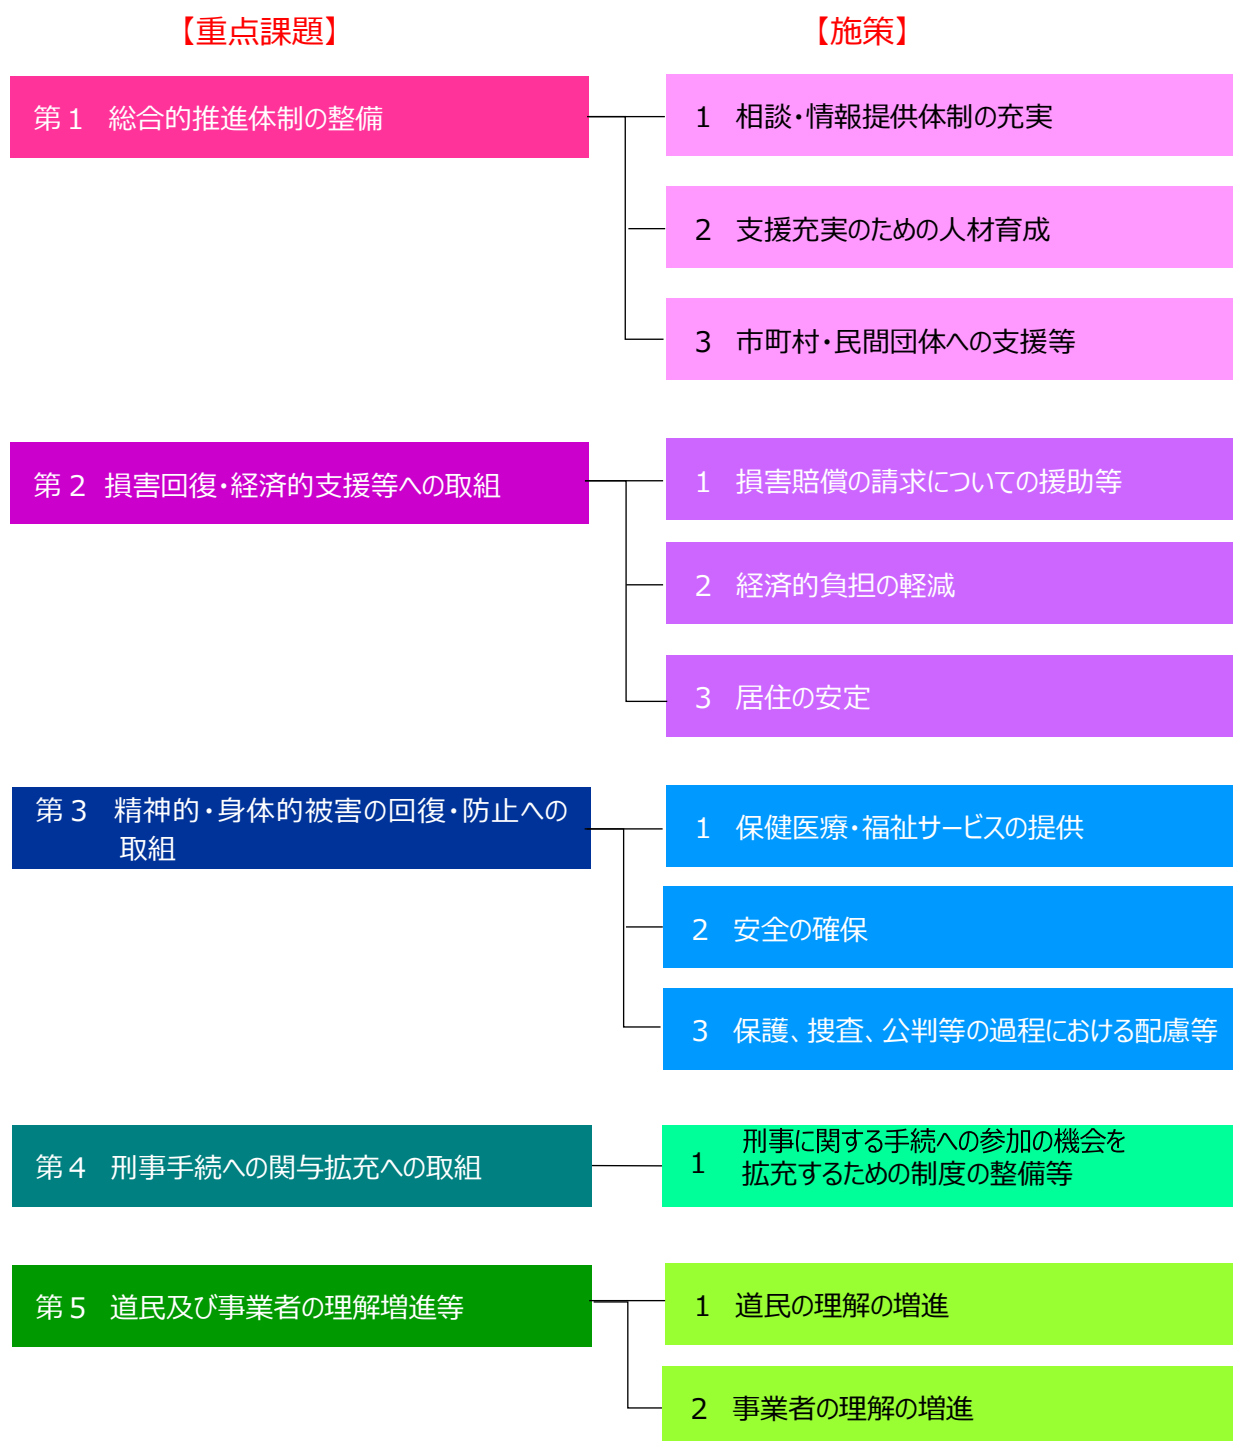 【重点課題】
【施策】
第１ 総合的推進体制の整備
1 相談・情報提供体制の充実
2 支援充実のための人材育成
3 市町村・民間団体への支援等
第２ 損害回復・経済的支援等への取組
1 損害賠償の請求についての援助等
2 経済的負担の軽減
3 居住の安定
第３ 精神的・身体的被害の回復・防止への
取組
1 保健医療・福祉サービスの提供
2 安全の確保
3 保護、捜査、公判等の過程における配慮等
第４ 刑事手続への関与拡充への取組
1 刑事に関する手続への参加の機会を
拡充するための制度の整備等
第５ 道民及び事業者の理解増進等
1 道民の理解の増進
2 事業者の理解の増進